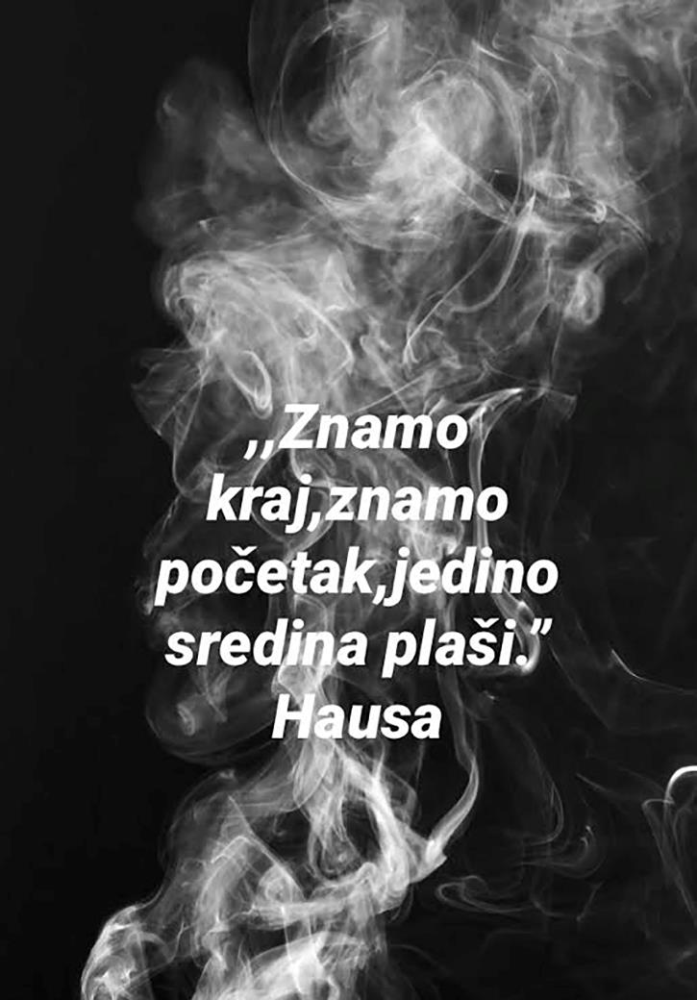 ,,Znamo
kraj,znamo
početak,jedino
sredina plaši.”
Hausa